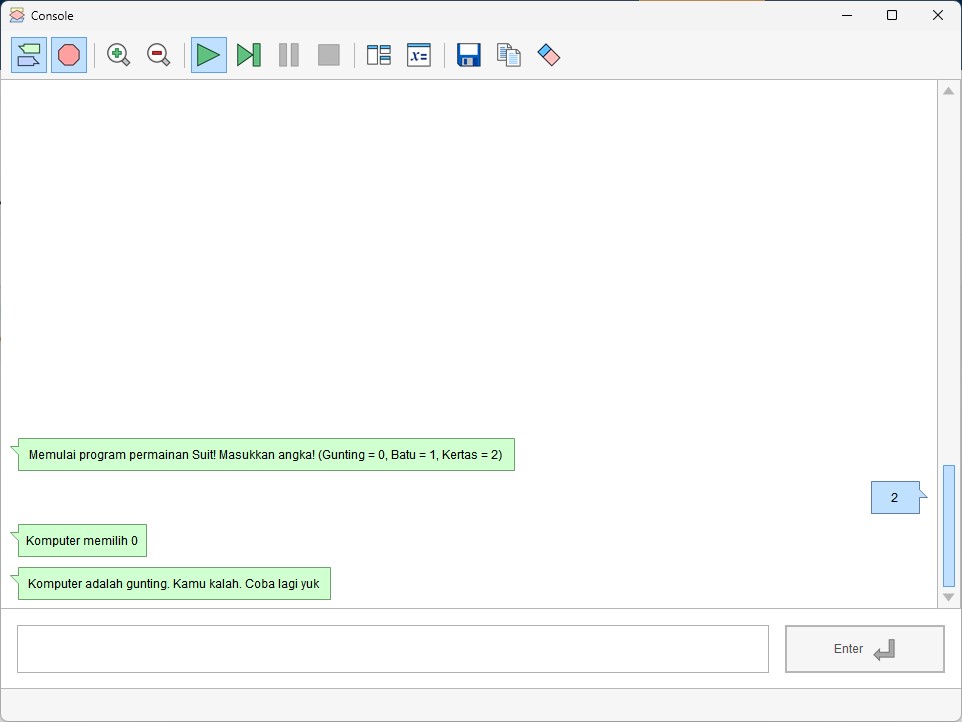 Console
x=
Memulai program permainan Suit! Masukkan angka! (Gunting = 0, Batu = 1, Kertas = 2)
2
Komputer memilih 0
Komputer adalah gunting. Kamu kalah. Coba lagi yuk
Enter